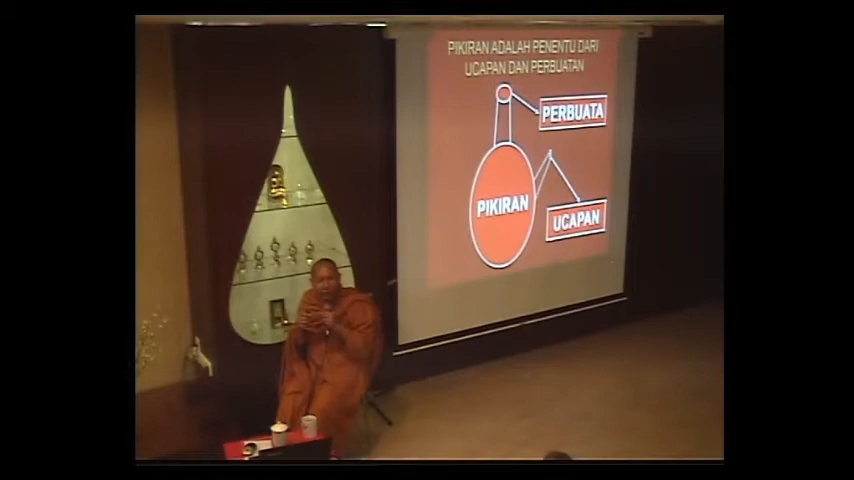 PIKIRAN ADALAH PENENTU DARI
UCAPAN DAN PERBUATAN
PERBUATA
PIKIRAN
UCAPAN